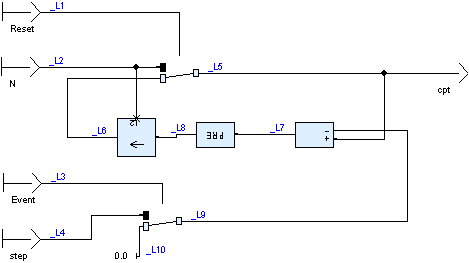 _L1
Reset
_L2
N
_L5
cpt
_L6
_L8
PRE
_L7
-
+
_L3
Event
_L4
step
_L9
0.0
_L10